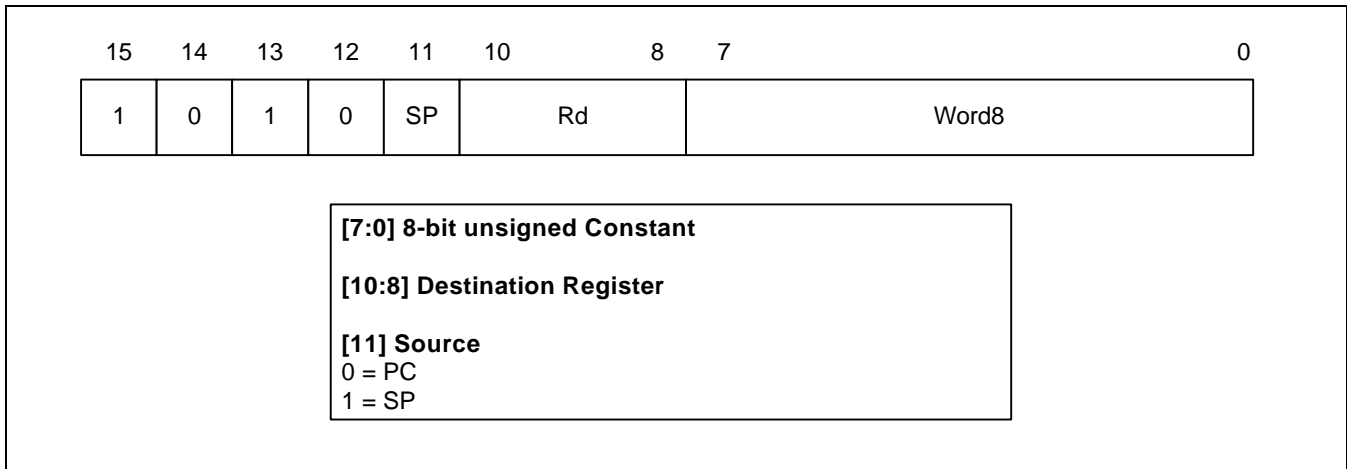 15 14 13 12 11 10 8 7 0
1 0 1 0 SP Rd Word8
[7:0] 8-bit unsigned Constant
[10:8] Destination Register
[11] Source
0 = PC
1 = SP